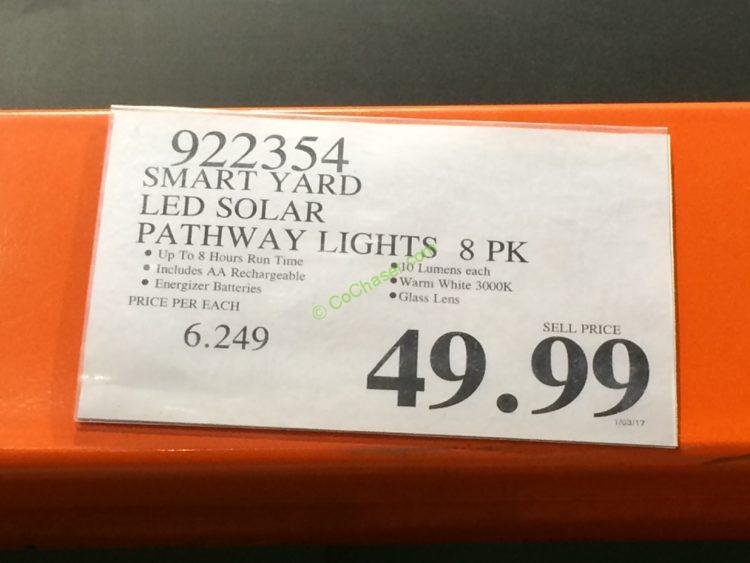 922354
SMART YARD
LED SOLAR
PATHWAY LIGHTS 8 PK
• Up To 8 Hours Run Time
• Includes AA Rechargeable
• Energizer Batteries
• 10 Lumens each
• Warm White 3000K
• Glass Lens
PRICE PER EACH
6.249
SELL PRICE
49.99
1/03/17
© CoChaser.com